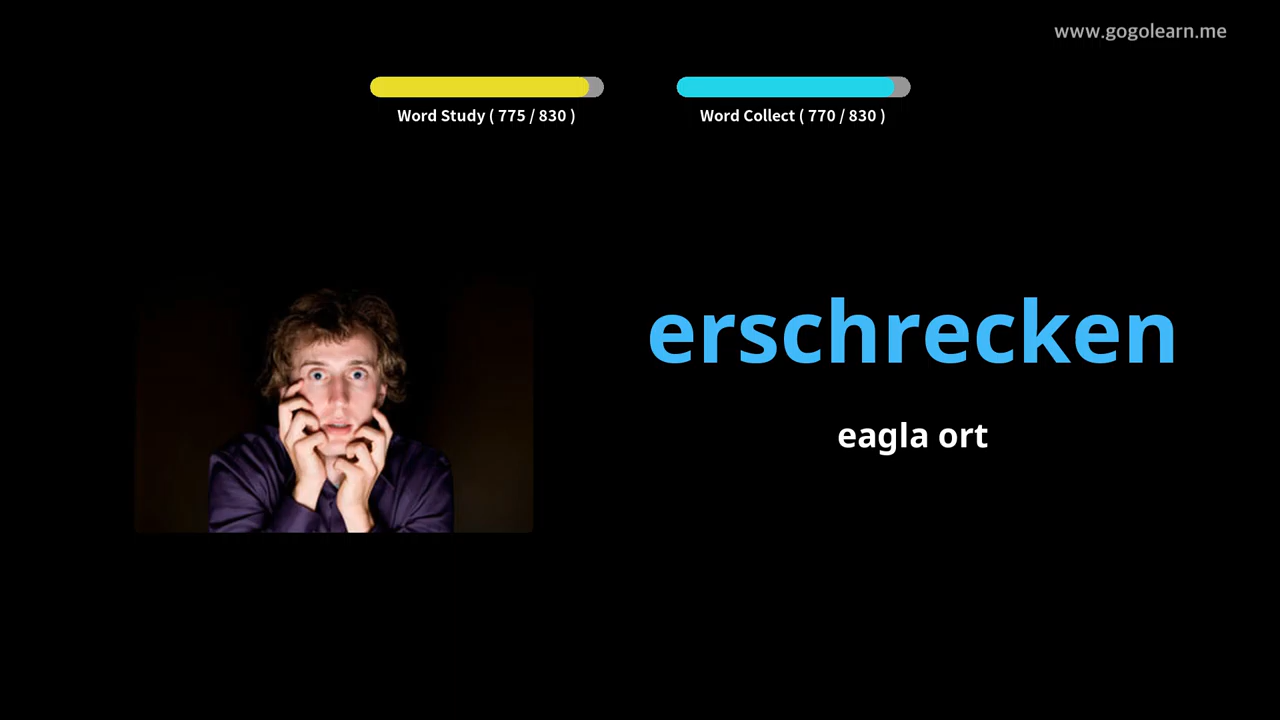 www.gogolearn.me
Word Study ( 775 / 830 )
Word Collect ( 770 / 830 )
erschrecken
eagla ort